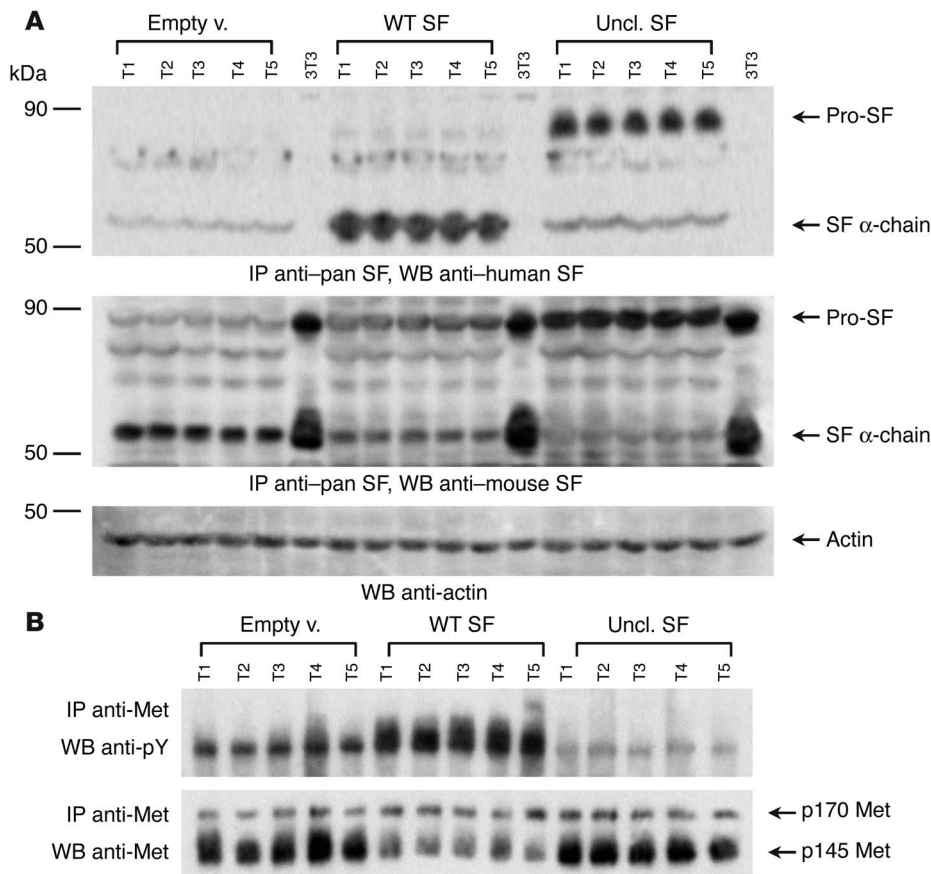 A
Empty v. WT SF Uncl. SF
kDa T1 T2 T3 T4 T5 3T3 T1 T2 T3 T4 T5 3T3 T1 T2 T3 T4 T5 3T3
90 Pro-SF
50 SF α-chain
IP anti–pan SF, WB anti–human SF
90 Pro-SF
50 SF α-chain
IP anti–pan SF, WB anti–mouse SF
50
Actin
WB anti-actin
B
Empty v. WT SF Uncl. SF
T1 T2 T3 T4 T5 T1 T2 T3 T4 T5 T1 T2 T3 T4 T5
IP anti-Met
WB anti-pY
IP anti-Met p170 Met
WB anti-Met p145 Met